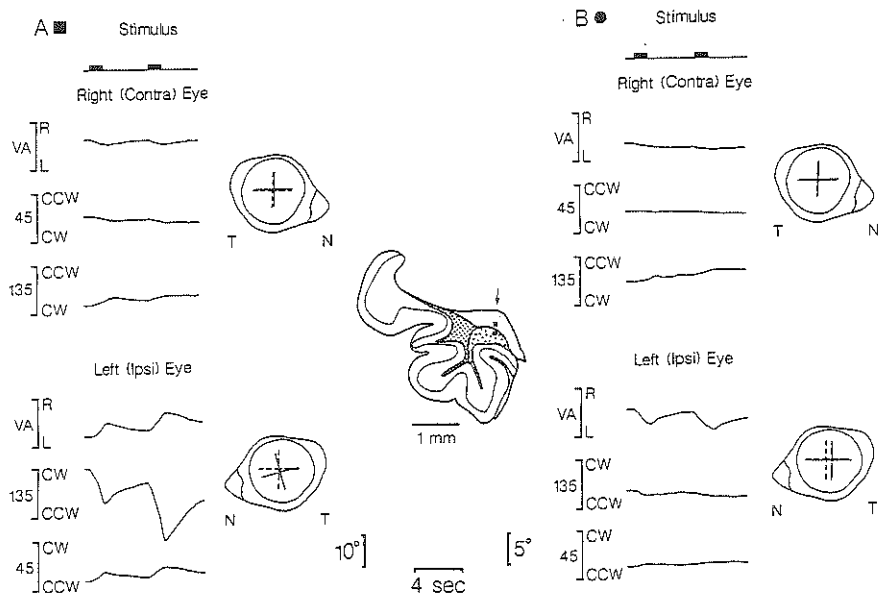 A Stimulus
Right (Contra) Eye
VA R
L
45 CCW
CW
135 CCW
CW
T N
Left (Ipsi) Eye
VA R
L
135 CW
CCW
45 CW
CCW
N T
1 mm
10°
4 sec
5°
B Stimulus
Right (Contra) Eye
VA R
L
45 CCW
CW
135 CCW
CW
T N
Left (Ipsi) Eye
VA R
L
135 CW
CCW
45 CW
CCW
N T